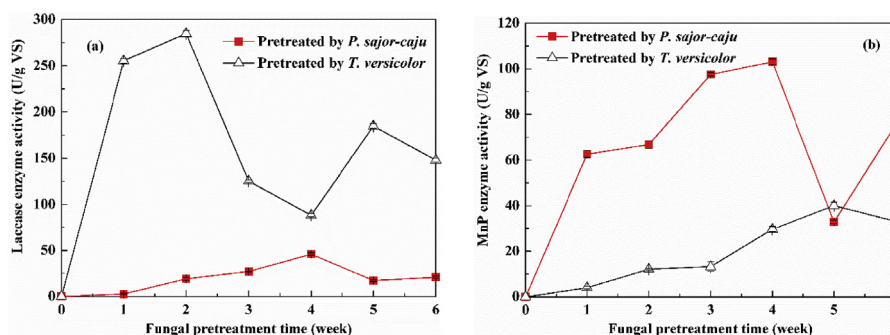 300
250
200
150
100
50
0
Laccase enzyme activity (U/g VS)
(a)
Pretreated by P. sajor-caju
Pretreated by T. versicolor
0 1 2 3 4 5 6
Fungal pretreatment time (week)
120
100
80
60
40
20
0
MnP enzyme activity (U/g VS)
Pretreated by P. sajor-caju
Pretreated by T. versicolor
(b)
0 1 2 3 4 5
Fungal pretreatment time (week)